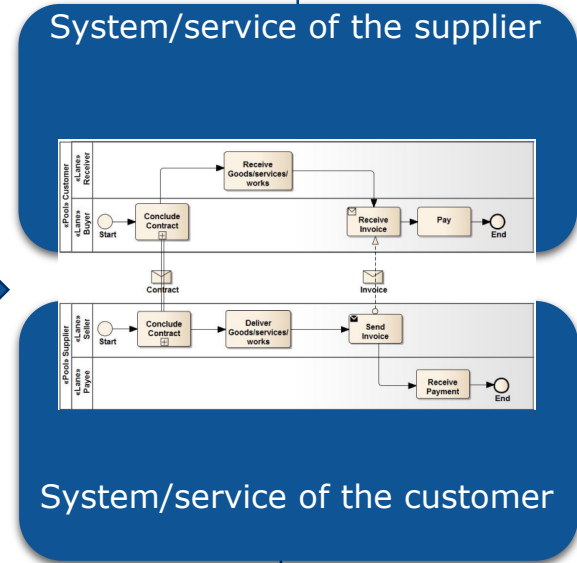 System/service of the supplier
«Pool» Customer
«Lane»
Receiver
Receive
Goods/services/
works
«Lane»
Buyer
Start
Conclude
Contract
Receive
Invoice
Pay
End
Contract
Invoice
«Pool» Supplier
«Lane»
Seller
Start
Conclude
Contract
Deliver
Goods/services/
works
Send
Invoice
«Lane»
Payee
Receive
Payment
End
System/service of the customer